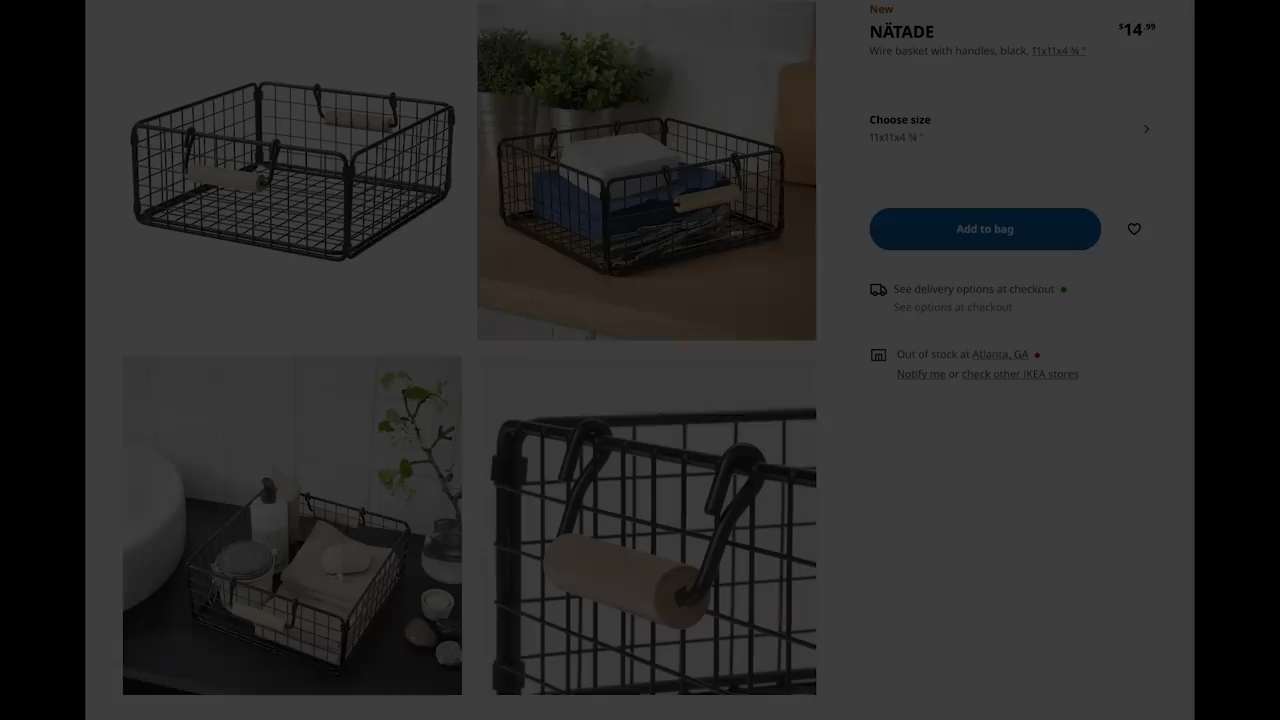 New
NÄTADE
$14.99
Wire basket with handles, black, 11x11x4 ¾ "
Choose size
11x11x4 ¾ "
Add to bag
See delivery options at checkout
See options at checkout
Out of stock at Atlanta, GA
Notify me or check other IKEA stores